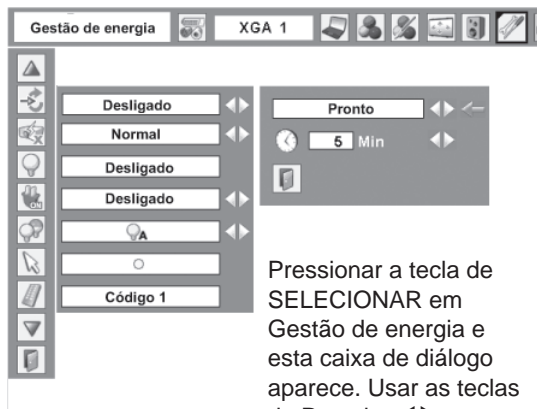 Gestão de energia XGA 1
Desligado
Normal
Desligado
ON
Desligado
A
Código 1
Pronto
5 Min
Pressionar a tecla de
SELECIONAR em
Gestão de energia e
esta caixa de diálogo
aparece. Usar as teclas